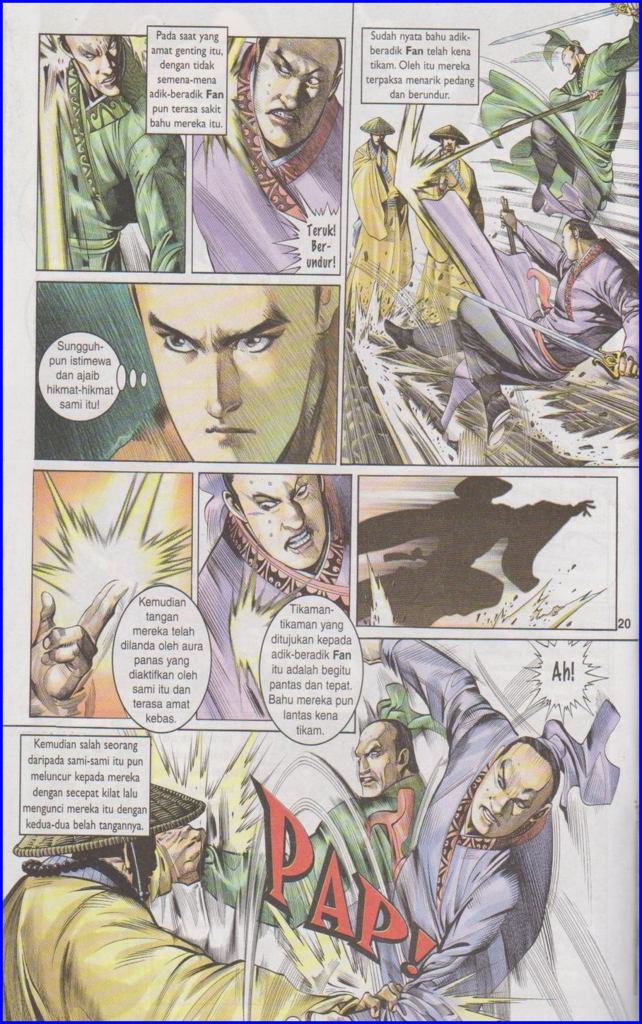 Pada saat yang
amat genting itu,
dengan tidak
semena-mena
adik-beradik Fan
pun terasa sakit
bahu mereka itu.
Teruk!
Ber-
undur!
Sudah nyata bahu adik-
beradik Fan telah kena
tikam. Oleh itu mereka
terpaksa menarik pedang
dan berundur.
Sungguh-
pun istimewa
dan ajaib
hikmat-hikmat
sami itu!
Kemudian
tangan
mereka telah
dilanda oleh aura
panas yang
diaktifkan oleh
sami itu dan
terasa amat
kebas.
Tikaman-
tikaman yang
ditujukan kepada
adik-beradik Fan
itu adalah begitu
pantas dan tepat.
Bahu mereka pun
lantas kena
tikam.
20
Kemudian salah seorang
daripada sami-sami itu pun
meluncur kepada mereka
dengan secepat kilat lalu
mengunci mereka itu dengan
kedua-dua belah tangannya.
Ah!
PAP!